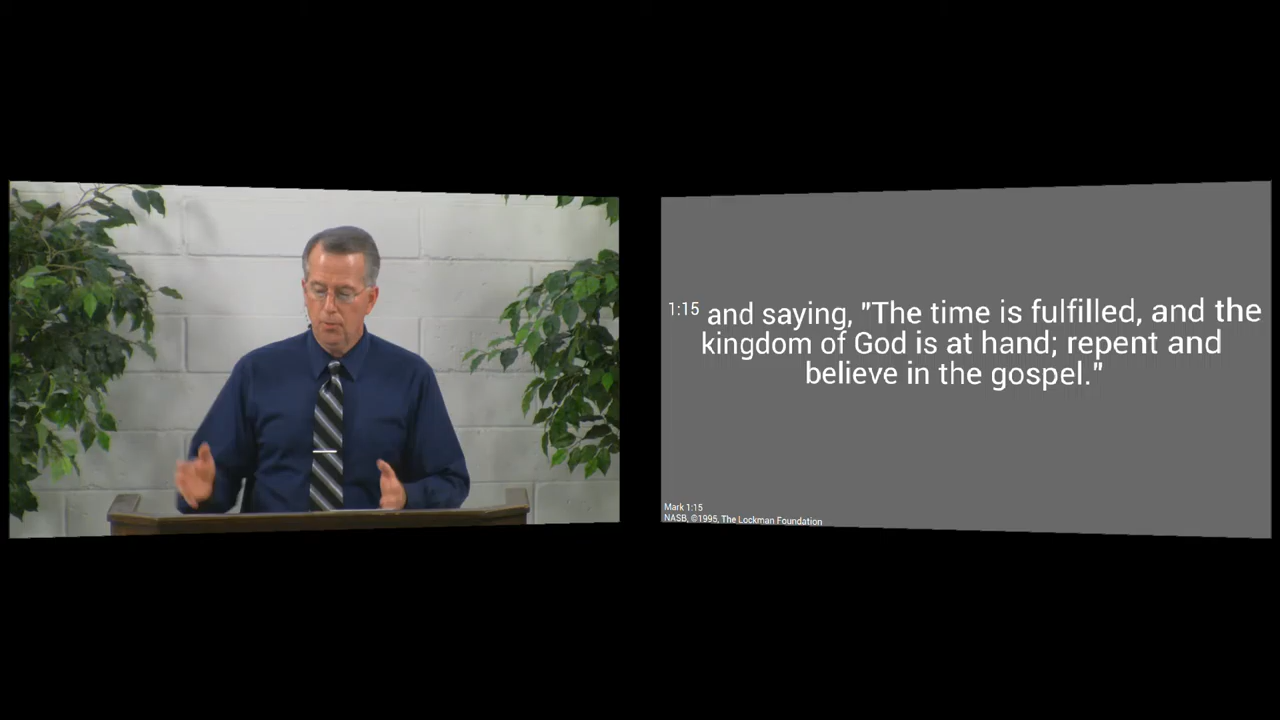 1:15 and saying, "The time is fulfilled, and the
kingdom of God is at hand; repent and
believe in the gospel."
Mark 1:15
NASB, ©1995, The Lockman Foundation